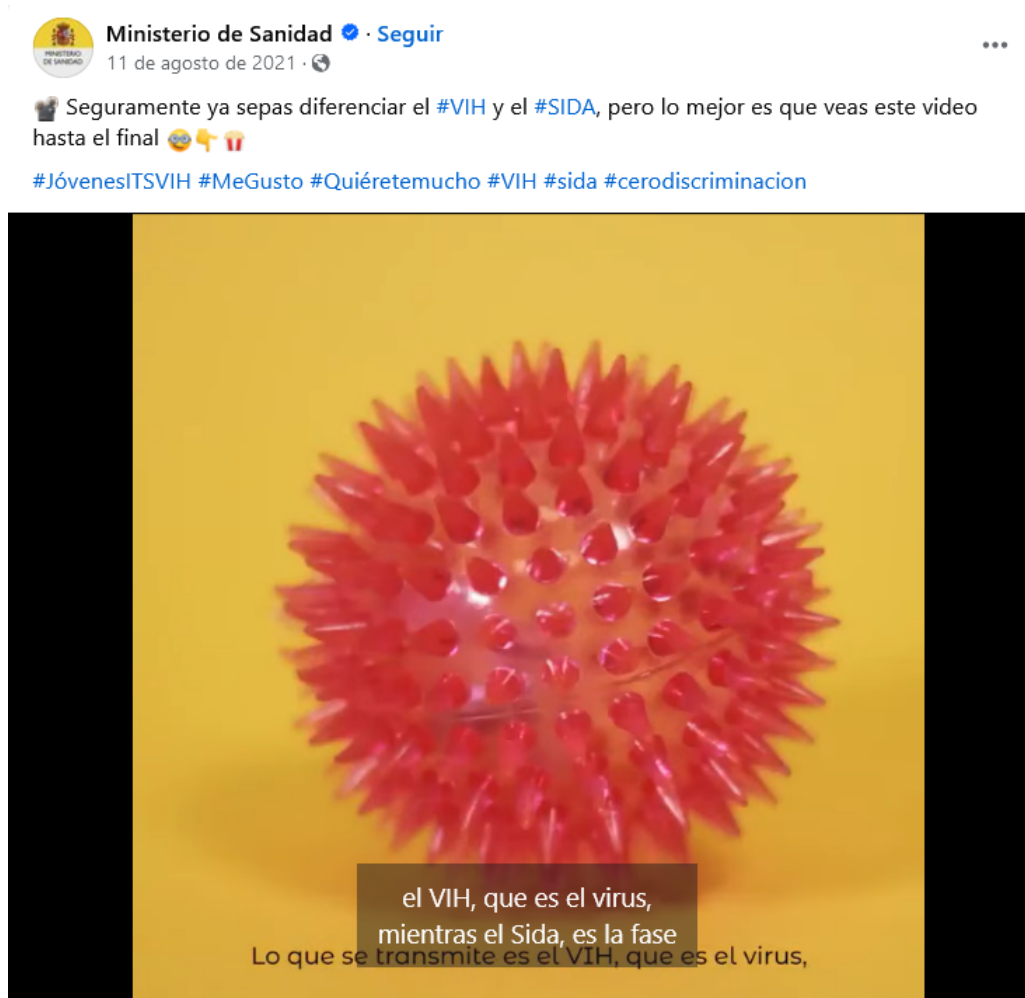 Ministerio de Sanidad · Seguir
MINISTERIO
DE SANIDAD
11 de agosto de 2021 ·
Seguramente ya sepas diferenciar el #VIH y el #SIDA, pero lo mejor es que veas este video
hasta el final
#JóvenesITSVIH #MeGusto #Quiéretemucho #VIH #sida #cerodiscriminacion
el VIH, que es el virus,
mientras el Sida, es la fase
Lo que se transmite es el VIH, que es el virus,